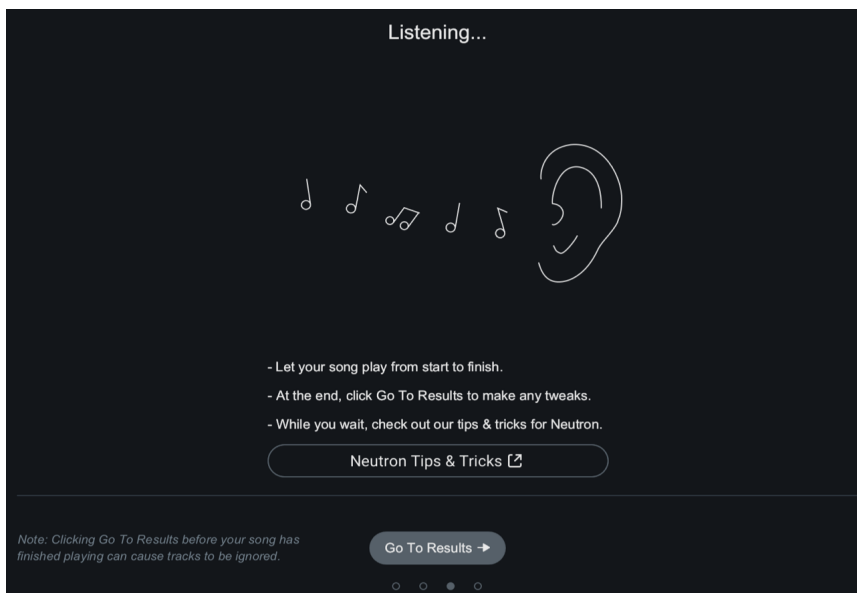 Listening...
- Let your song play from start to finish.
- At the end, click Go To Results to make any tweaks.
- While you wait, check out our tips & tricks for Neutron.
Neutron Tips & Tricks
Note: Clicking Go To Results before your song has
finished playing can cause tracks to be ignored.
Go To Results